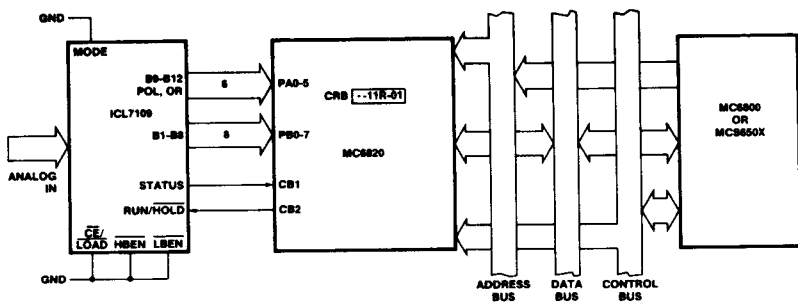 GND
MODE
B9-B12
POL, OR
ICL7109
B1-B8
ANALOG
IN
STATUS
RUN/HOLD
CE/
LOAD
HBEN
LBEN
GND
6
8
PA0-5
CRB --11R-01
PB0-7
MC6820
CB1
CB2
MC6800
OR
MCS650X
ADDRESS
BUS
DATA
BUS
CONTROL
BUS